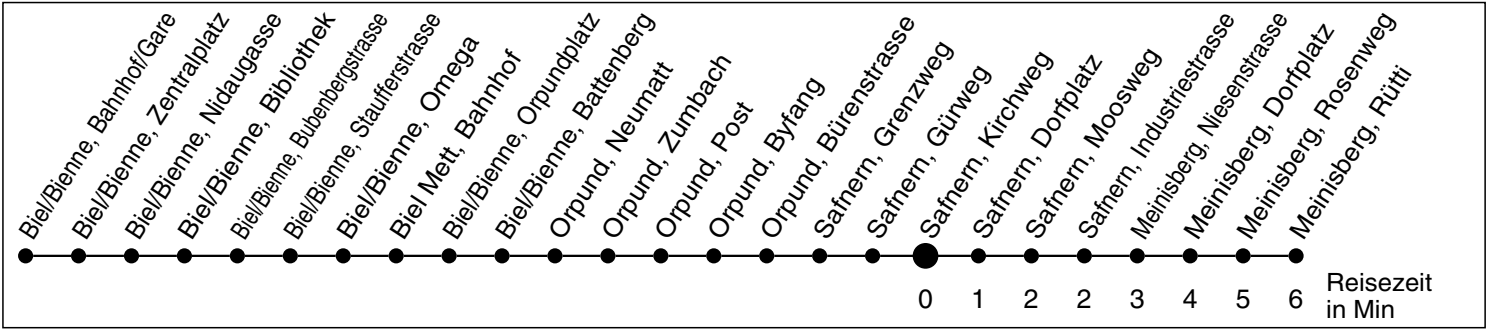 Biel/Bienne, Bahnhof/Gare
Biel/Bienne, Zentralplatz
Biel/Bienne, Nidaugasse
Biel/Bienne, Bibliothek
Biel/Bienne, Bubenbergstrasse
Biel/Bienne, Staufferstrasse
Biel/Bienne, Omega
Biel Mett, Bahnhof
Biel/Bienne, Orpundplatz
Biel/Bienne, Battenberg
Orpund, Neumatt
Orpund, Zumbach
Orpund, Post
Orpund, Byfang
Orpund, Bürenstrasse
Safnern, Grenzweg
Safnern, Gürweg
Safnern, Kirchweg
Safnern, Dorfplatz
Safnern, Moosweg
Safnern, Industriestrasse
Meinisberg, Niesenstrasse
Meinisberg, Dorfplatz
Meinisberg, Rosenweg
Meinisberg, Rütti
0 1 2 2 3 4 5 6
Reisezeit
in Min